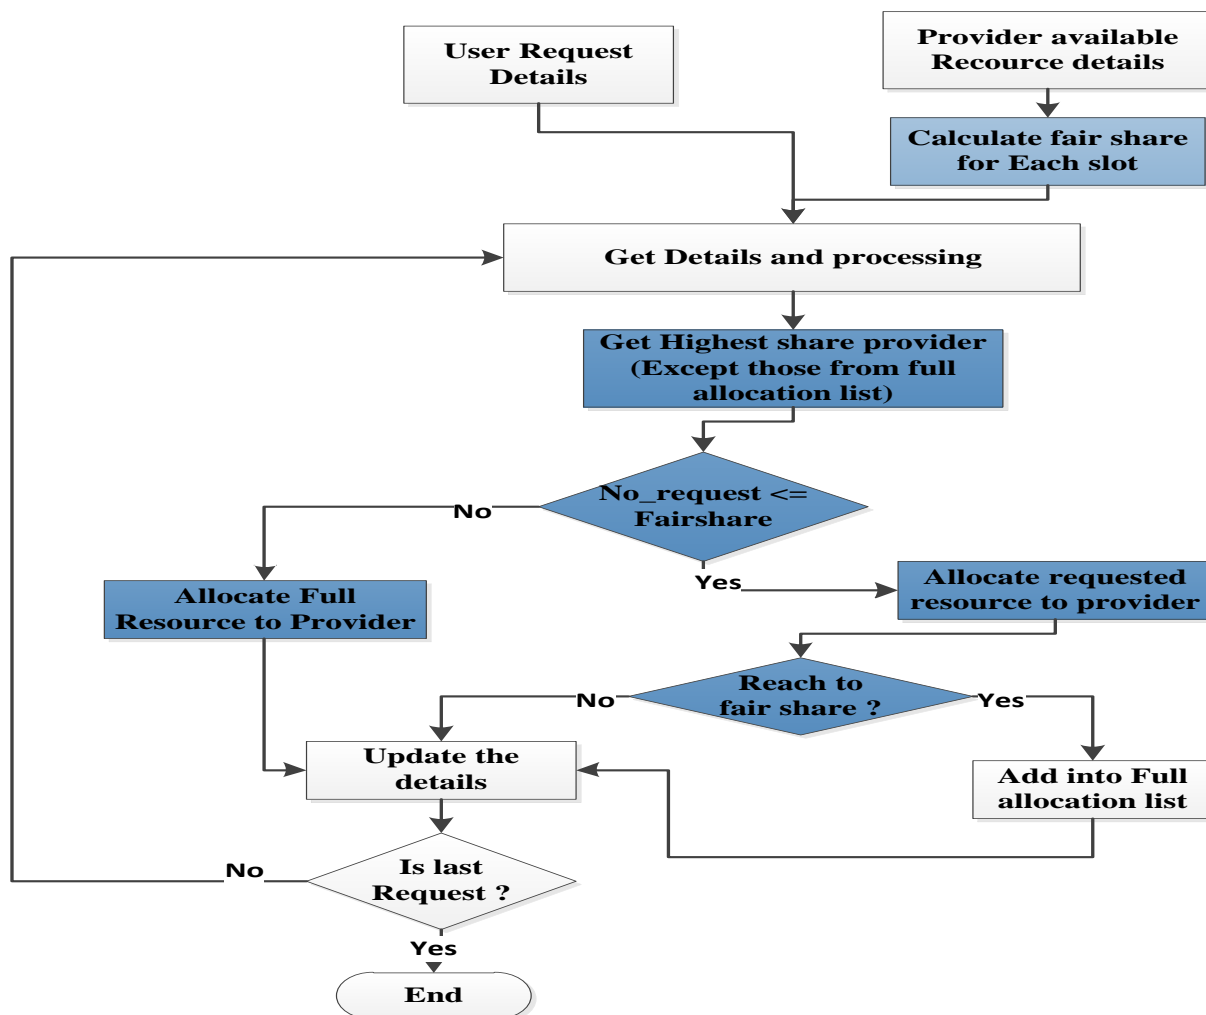 User Request
Details
Provider available
Recource details
Calculate fair share
for Each slot
Get Details and processing
Get Highest share provider
(Except those from full
allocation list)
No_request <=
Fairshare
No
Yes
Allocate Full
Resource to Provider
Allocate requested
resource to provider
Reach to
fair share ?
No
Yes
Update the
details
Add into Full
allocation list
Is last
Request ?
No
Yes
End